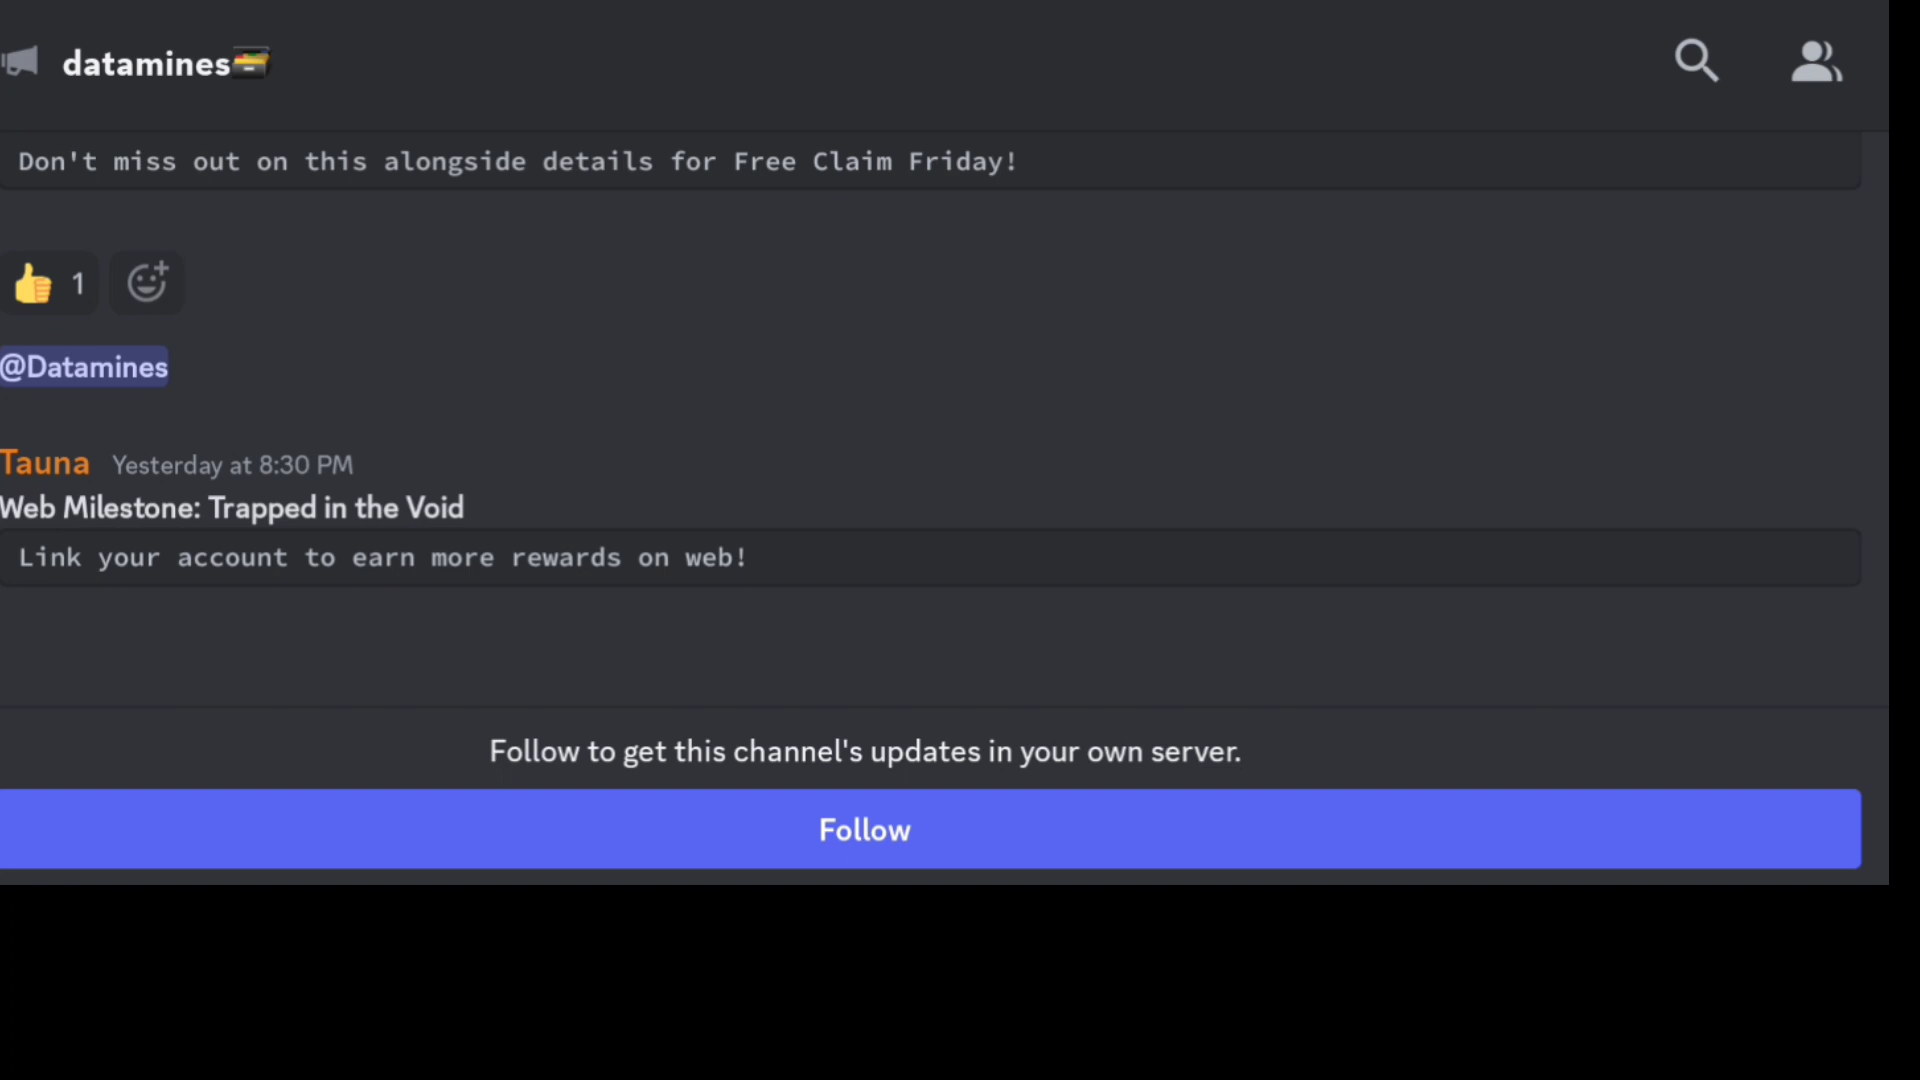 datamines🗃️
Don't miss out on this alongside details for Free Claim Friday!
👍 1
@Datamines
Tauna Yesterday at 8:30 PM
Web Milestone: Trapped in the Void
Link your account to earn more rewards on web!
Follow to get this channel's updates in your own server.
Follow